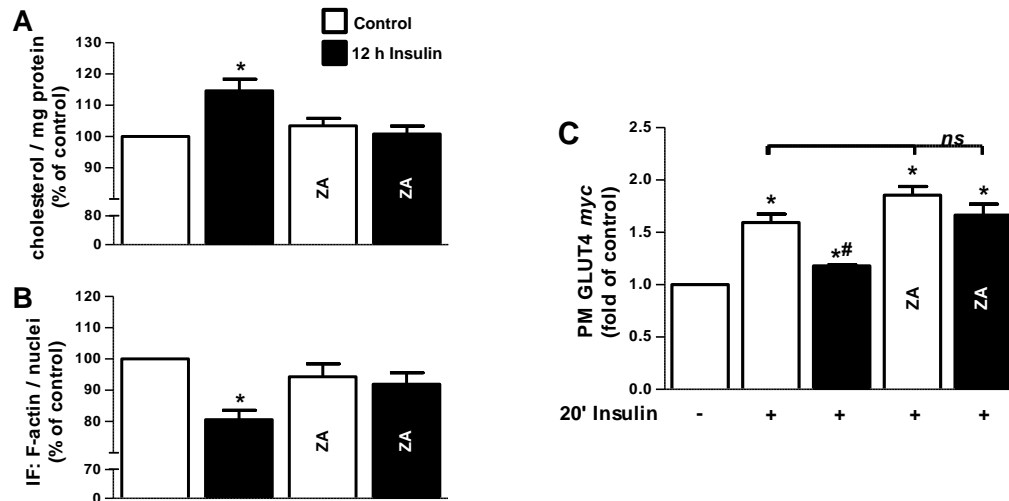 A
Control
12 h Insulin
cholesterol / mg protein
(% of control)
130
120
110
100
90
80
0
*
ZA
ZA
B
IF: F-actin / nuclei
(% of control)
120
110
100
90
80
70
0
*
ZA
ZA
C
PM GLUT4 myc
(fold of control)
2.5
2.0
1.5
1.0
0.5
0.0
ns
*
*#
*
*
ZA
ZA
20' Insulin - + + + +